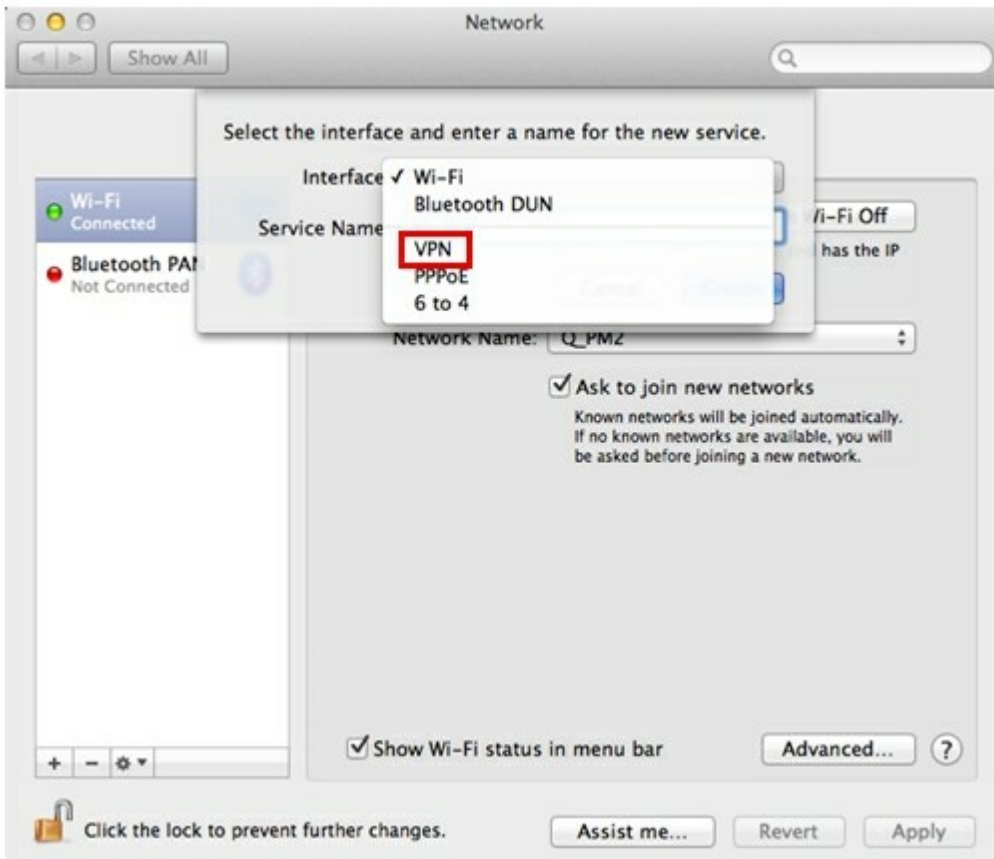 Network
Show All
Select the interface and enter a name for the new service.
Interface ✓ Wi-Fi
Bluetooth DUN
Service Name
VPN
PPPoE
6 to 4
Cancel Create
Wi-Fi
Connected
Bluetooth PAN
Not Connected
Wi-Fi Off
has the IP
Network Name: Q_PM2
Ask to join new networks
Known networks will be joined automatically.
If no known networks are available, you will
be asked before joining a new network.
Show Wi-Fi status in menu bar
Advanced... ?
Click the lock to prevent further changes.
Assist me... Revert Apply